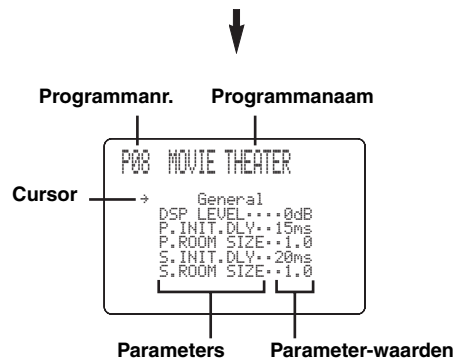 Programmanr. Programmanaam
P08 MOVIE THEATER
Cursor → General
DSP LEVEL····0dB
P.INIT.DLY··15ms
P.ROOM SIZE··1.0
S.INIT.DLY··20ms
S.ROOM SIZE··1.0
Parameters Parameter-waarden